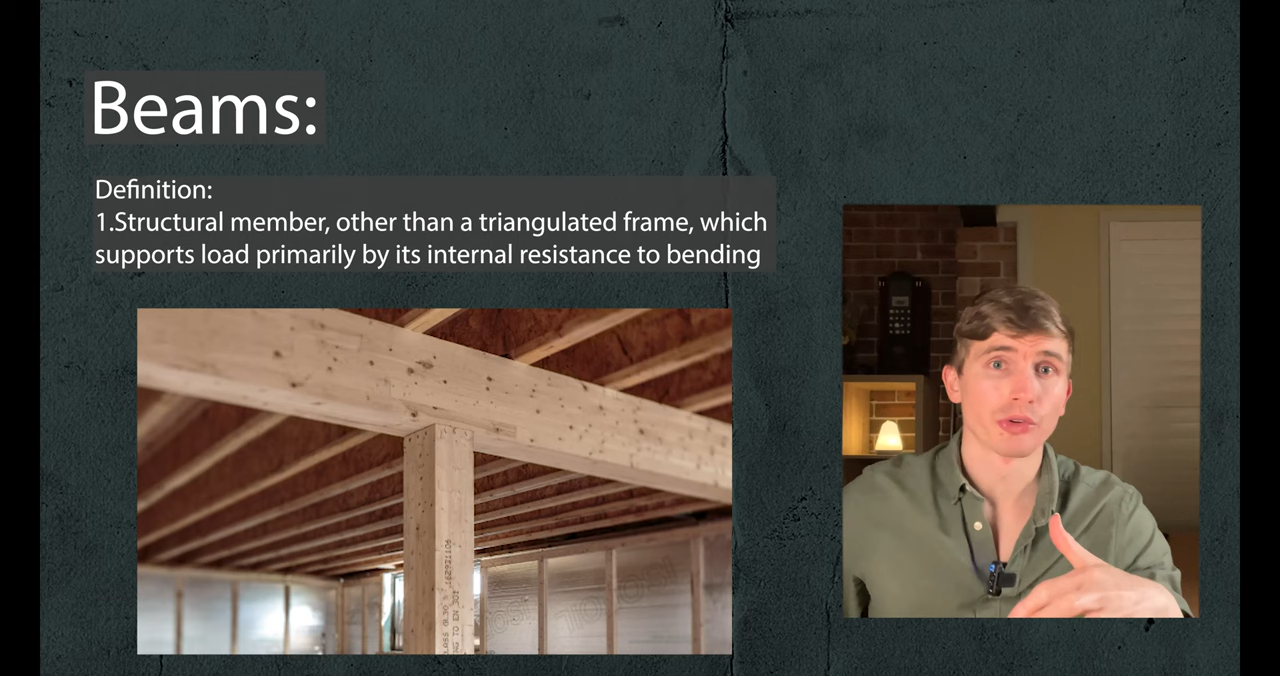 Beams:
Definition:
1.Structural member, other than a triangulated frame, which
supports load primarily by its internal resistance to bending
162931106